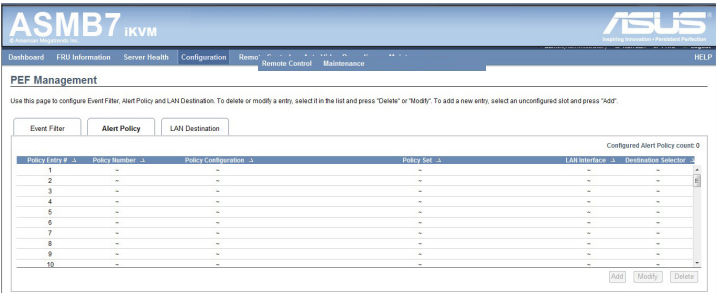 ASMB7 iKVM
© American Megatrends Inc.
ASUS
Inspiring Innovation • Persistent Perfection
Dashboard FRU Information Server Health Configuration
HELP
Remote Control Maintenance
PEF Management
Use this page to configure Event Filter, Alert Policy and LAN Destination. To delete or modify a entry, select it in the list and press "Delete" or "Modify". To add a new entry, select an unconfigured slot and press "Add".
Event Filter Alert Policy LAN Destination
Configured Alert Policy count: 0
Policy Entry # Policy Number Policy Configuration Policy Set LAN Interface Destination Selector
1 ~ ~ ~ ~ ~
2 ~ ~ ~ ~ ~
3 ~ ~ ~ ~ ~
4 ~ ~ ~ ~ ~
5 ~ ~ ~ ~ ~
6 ~ ~ ~ ~ ~
7 ~ ~ ~ ~ ~
8 ~ ~ ~ ~ ~
9 ~ ~ ~ ~ ~
10 ~ ~ ~ ~ ~
Add Modify Delete